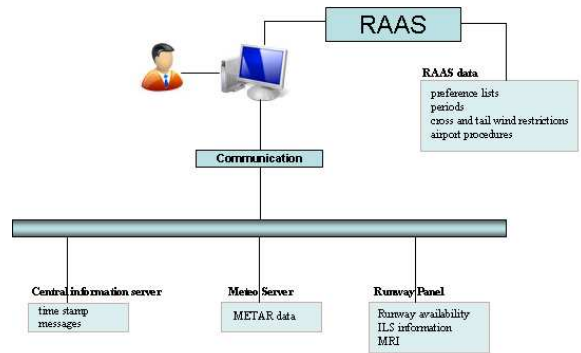 RAAS
RAAS data
preference lists
periods
cross and tail wind restrictions
airport procedures
Communication
Central information server
time stamp
messages
Meteo Server
METAR data
Runway Panel
Runway availability
ILS information
MRI